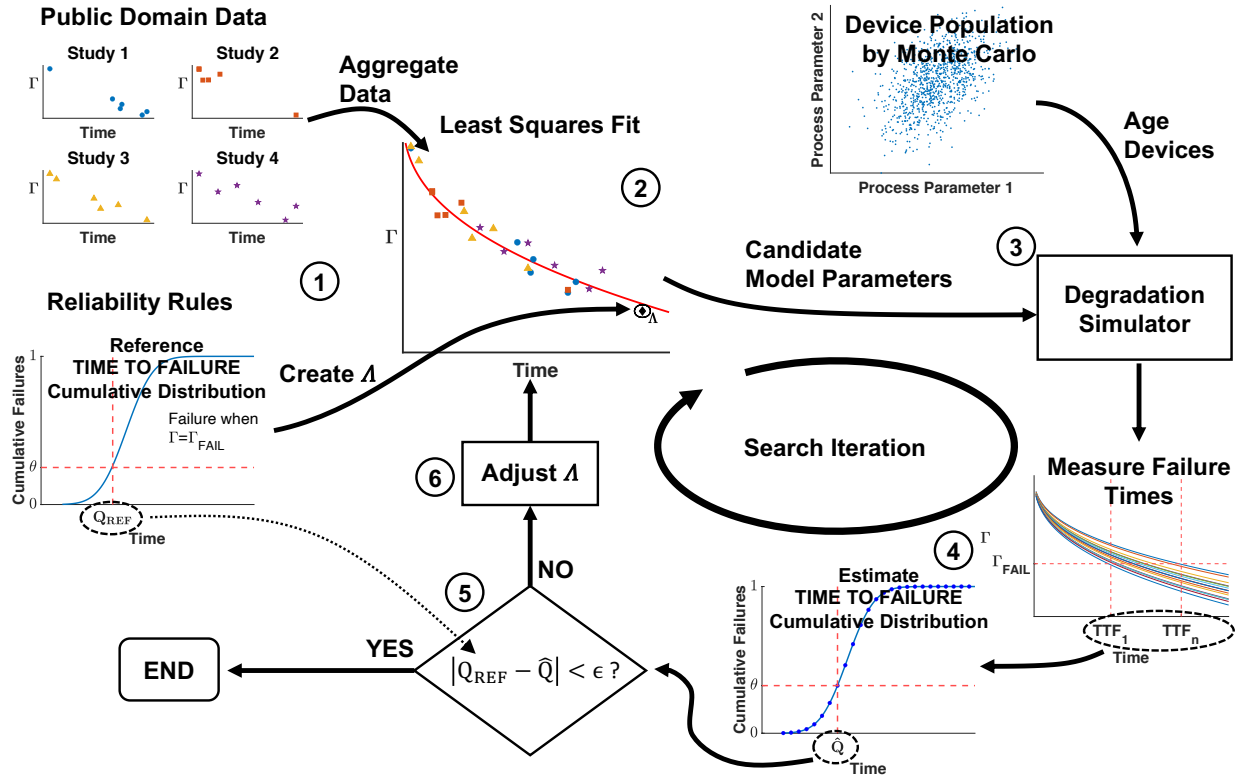 Public Domain Data
Study 1
Γ
Time
Study 2
Γ
Time
Study 3
Γ
Time
Study 4
Γ
Time
Aggregate
Data
Least Squares Fit
Γ
Λ
Time
1
2
Device Population
by Monte Carlo
Process Parameter 2
Process Parameter 1
Age
Devices
3
Candidate
Model Parameters
Degradation
Simulator
Reliability Rules
Reference
TIME TO FAILURE
Cumulative Distribution
Cumulative Failures
1
θ
0
Failure when
Γ=Γ_FAIL
Q_REF
Time
Create Λ
Search Iteration
Measure Failure
Times
Γ
Γ_FAIL
TTF_1
TTF_n
Time
4
Estimate
TIME TO FAILURE
Cumulative Distribution
Cumulative Failures
1
θ
0
Q̂
Time
5
|Q_REF − Q̂| < ϵ ?
YES
END
NO
6
Adjust Λ